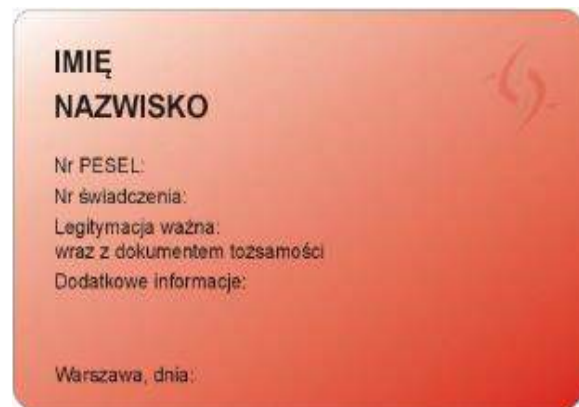 IMIĘ
NAZWISKO
Nr PESEL:
Nr świadczenia:
Legitymacja ważna:
wraz z dokumentem tożsamości
Dodatkowe informacje:
Warszawa, dnia: